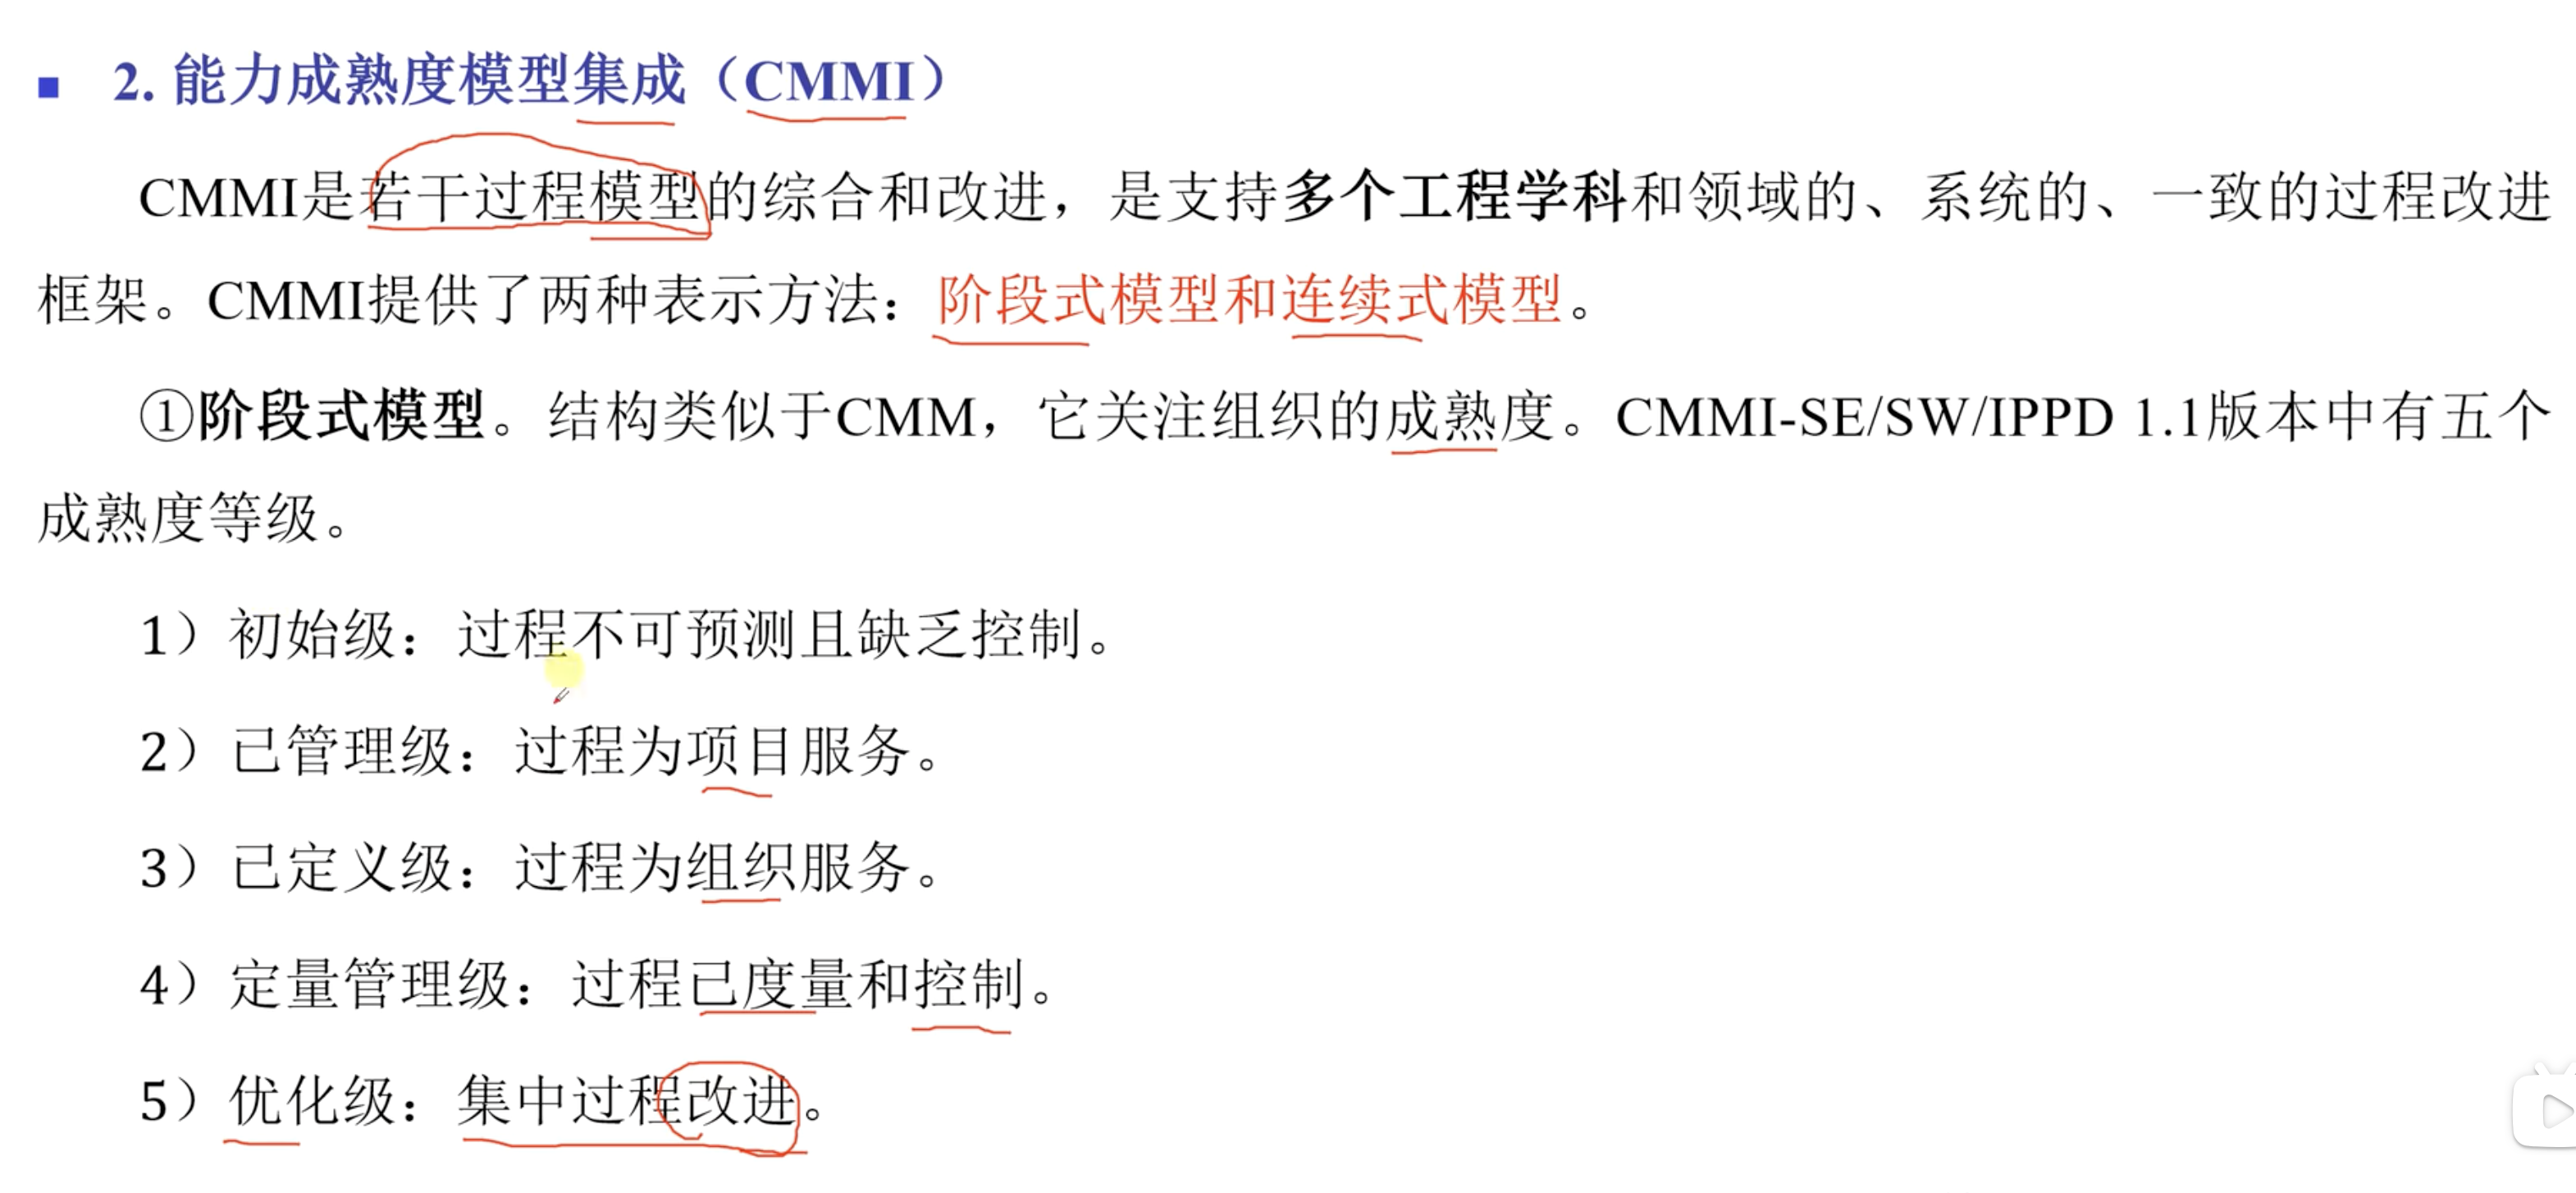 2. 能力成熟度模型集成（CMMI）
CMMI是若干过程模型的综合和改进，是支持多个工程学科和领域的、系统的、一致的过程改进
框架。CMMI提供了两种表示方法：阶段式模型和连续式模型。
①阶段式模型。结构类似于CMM，它关注组织的成熟度。CMMI-SE/SW/IPPD 1.1版本中有五个
成熟度等级。
1）初始级：过程不可预测且缺乏控制。
2）已管理级：过程为项目服务。
3）已定义级：过程为组织服务。
4）定量管理级：过程已度量和控制。
5）优化级：集中过程改进。